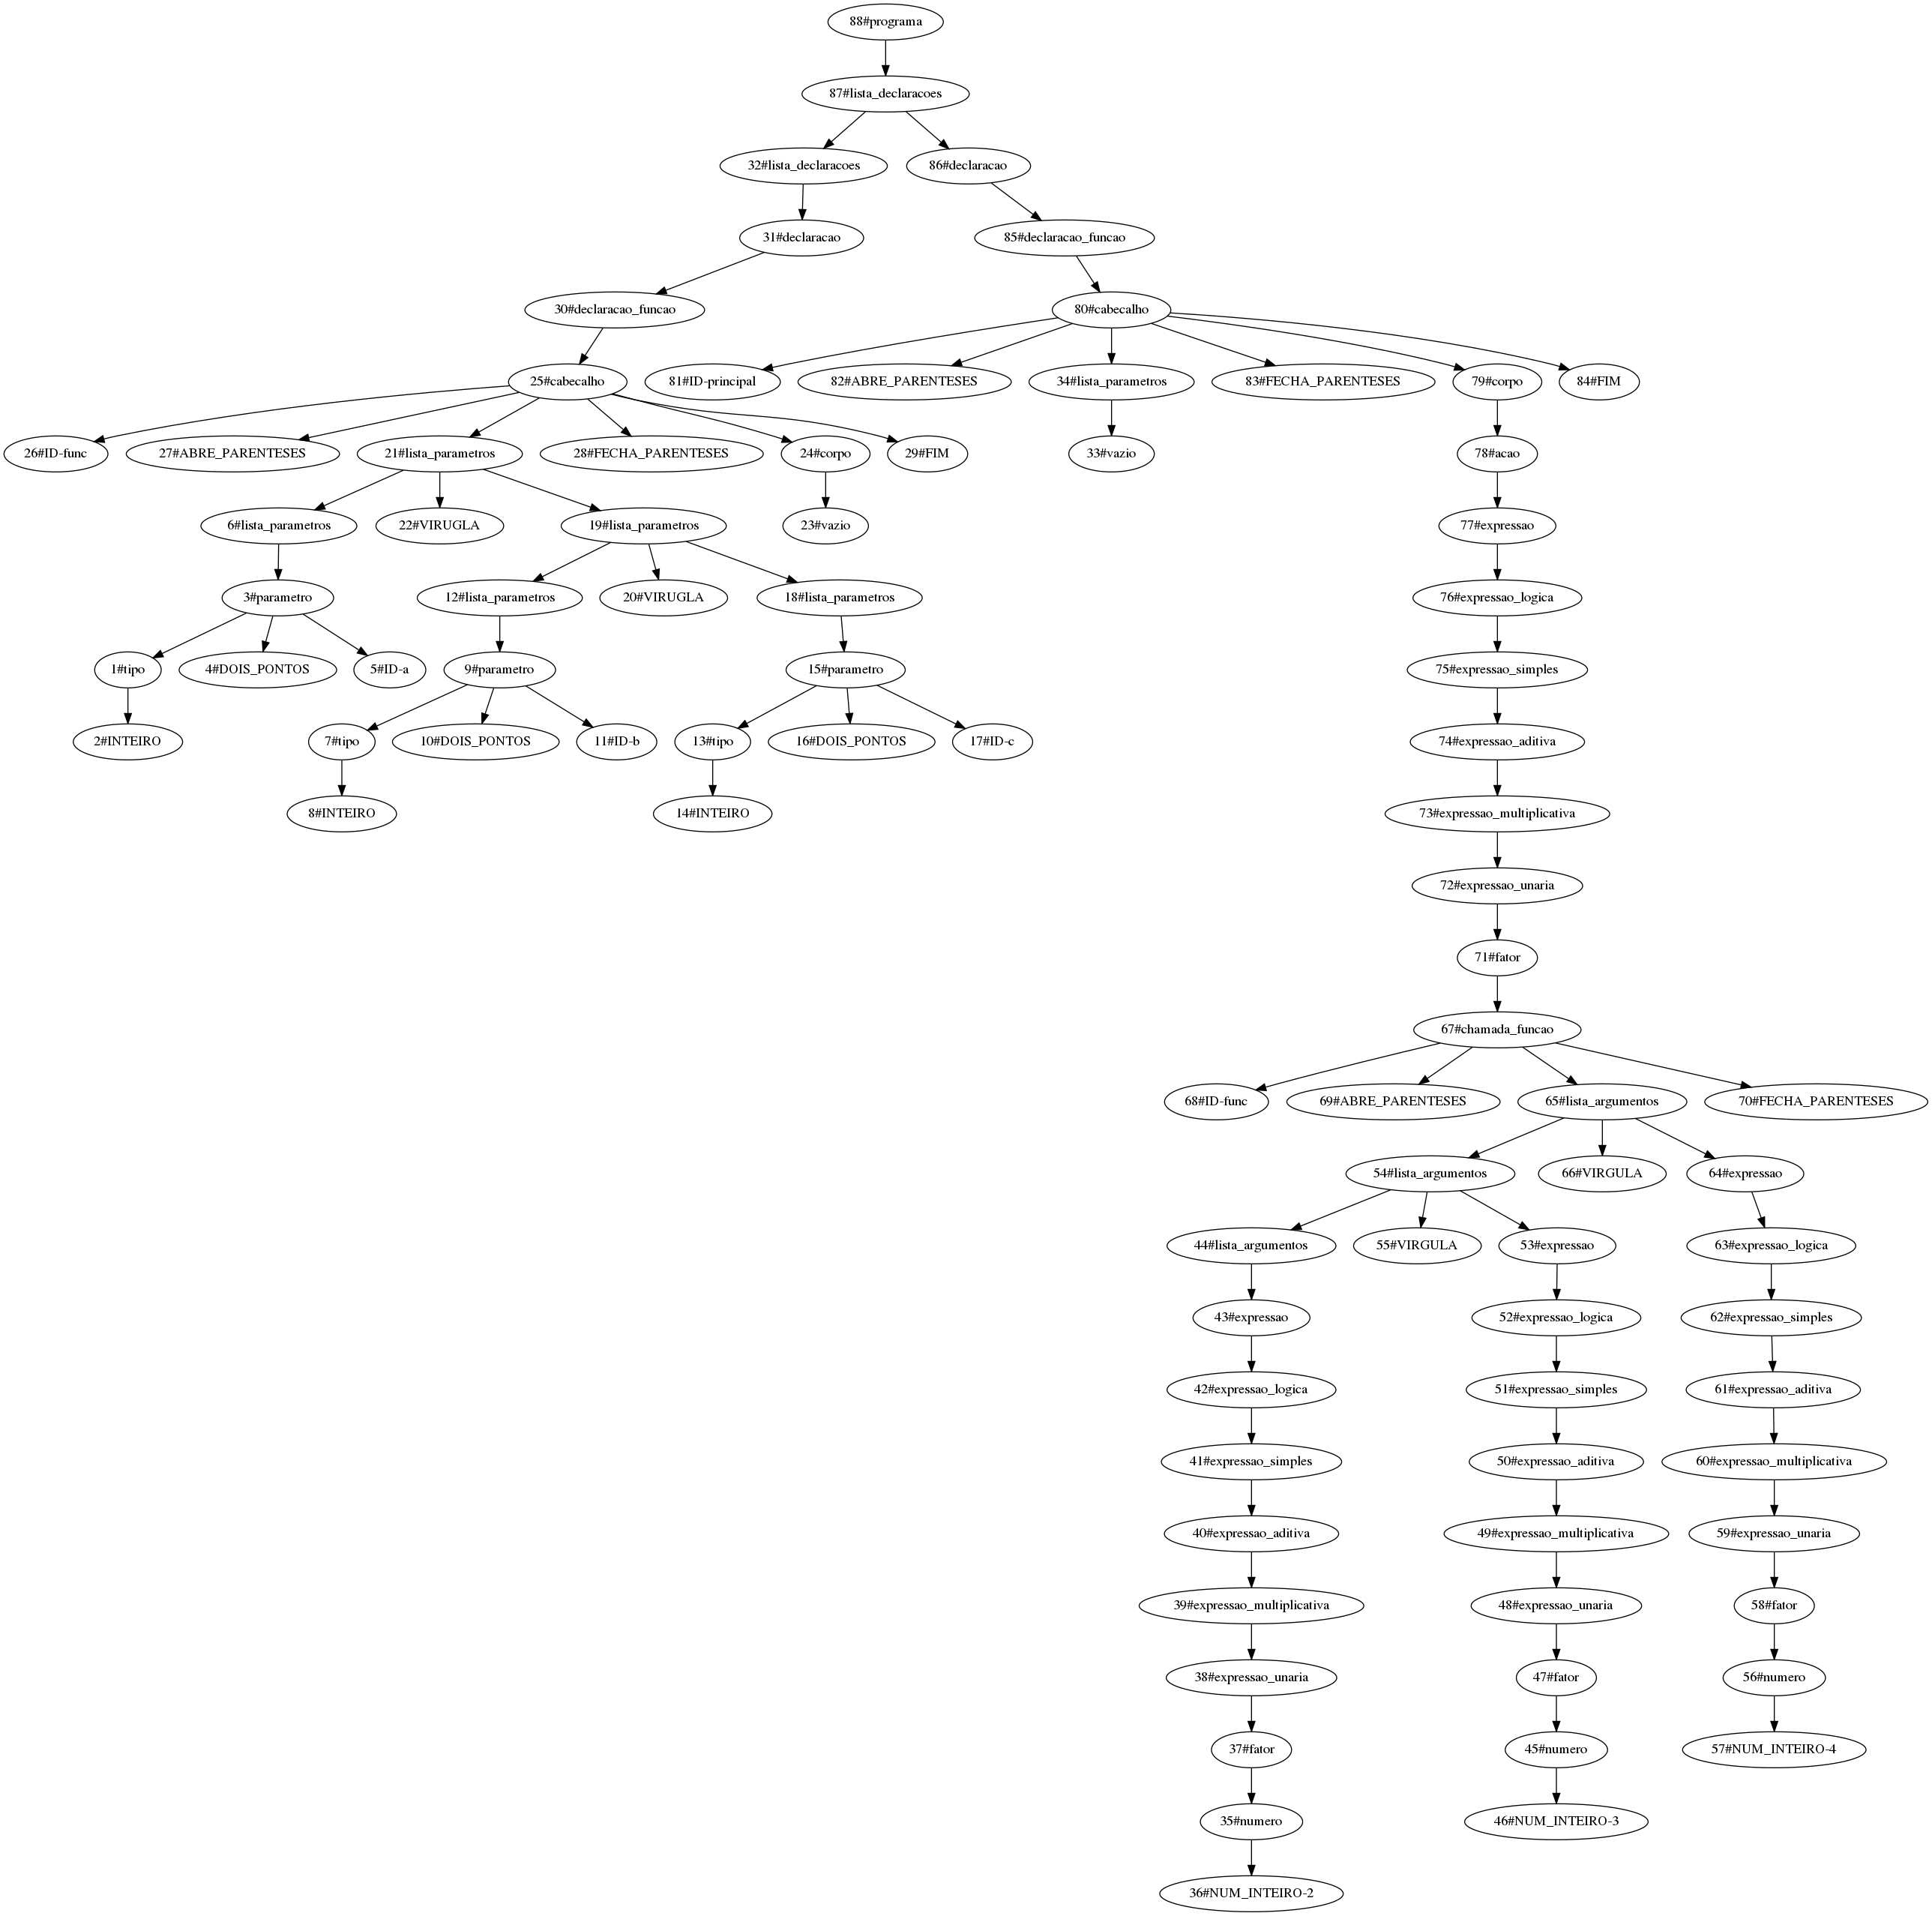 88#programa
87#lista_declaracoes
32#lista_declaracoes
86#declaracao
31#declaracao
85#declaracao_funcao
30#declaracao_funcao
80#cabecalho
25#cabecalho
81#ID-principal
82#ABRE_PARENTESES
34#lista_parametros
83#FECHA_PARENTESES
79#corpo
84#FIM
26#ID-func
27#ABRE_PARENTESES
21#lista_parametros
28#FECHA_PARENTESES
24#corpo
29#FIM
33#vazio
78#acao
6#lista_parametros
22#VIRUGLA
19#lista_parametros
23#vazio
77#expressao
3#parametro
12#lista_parametros
20#VIRUGLA
18#lista_parametros
76#expressao_logica
1#tipo
4#DOIS_PONTOS
5#ID-a
9#parametro
15#parametro
75#expressao_simples
2#INTEIRO
7#tipo
10#DOIS_PONTOS
11#ID-b
13#tipo
16#DOIS_PONTOS
17#ID-c
74#expressao_aditiva
8#INTEIRO
14#INTEIRO
73#expressao_multiplicativa
72#expressao_unaria
71#fator
67#chamada_funcao
68#ID-func
69#ABRE_PARENTESES
65#lista_argumentos
70#FECHA_PARENTESES
54#lista_argumentos
66#VIRGULA
64#expressao
44#lista_argumentos
55#VIRGULA
53#expressao
63#expressao_logica
43#expressao
52#expressao_logica
62#expressao_simples
42#expressao_logica
51#expressao_simples
61#expressao_aditiva
41#expressao_simples
50#expressao_aditiva
60#expressao_multiplicativa
40#expressao_aditiva
49#expressao_multiplicativa
59#expressao_unaria
39#expressao_multiplicativa
48#expressao_unaria
58#fator
38#expressao_unaria
47#fator
56#numero
37#fator
45#numero
57#NUM_INTEIRO-4
35#numero
46#NUM_INTEIRO-3
36#NUM_INTEIRO-2